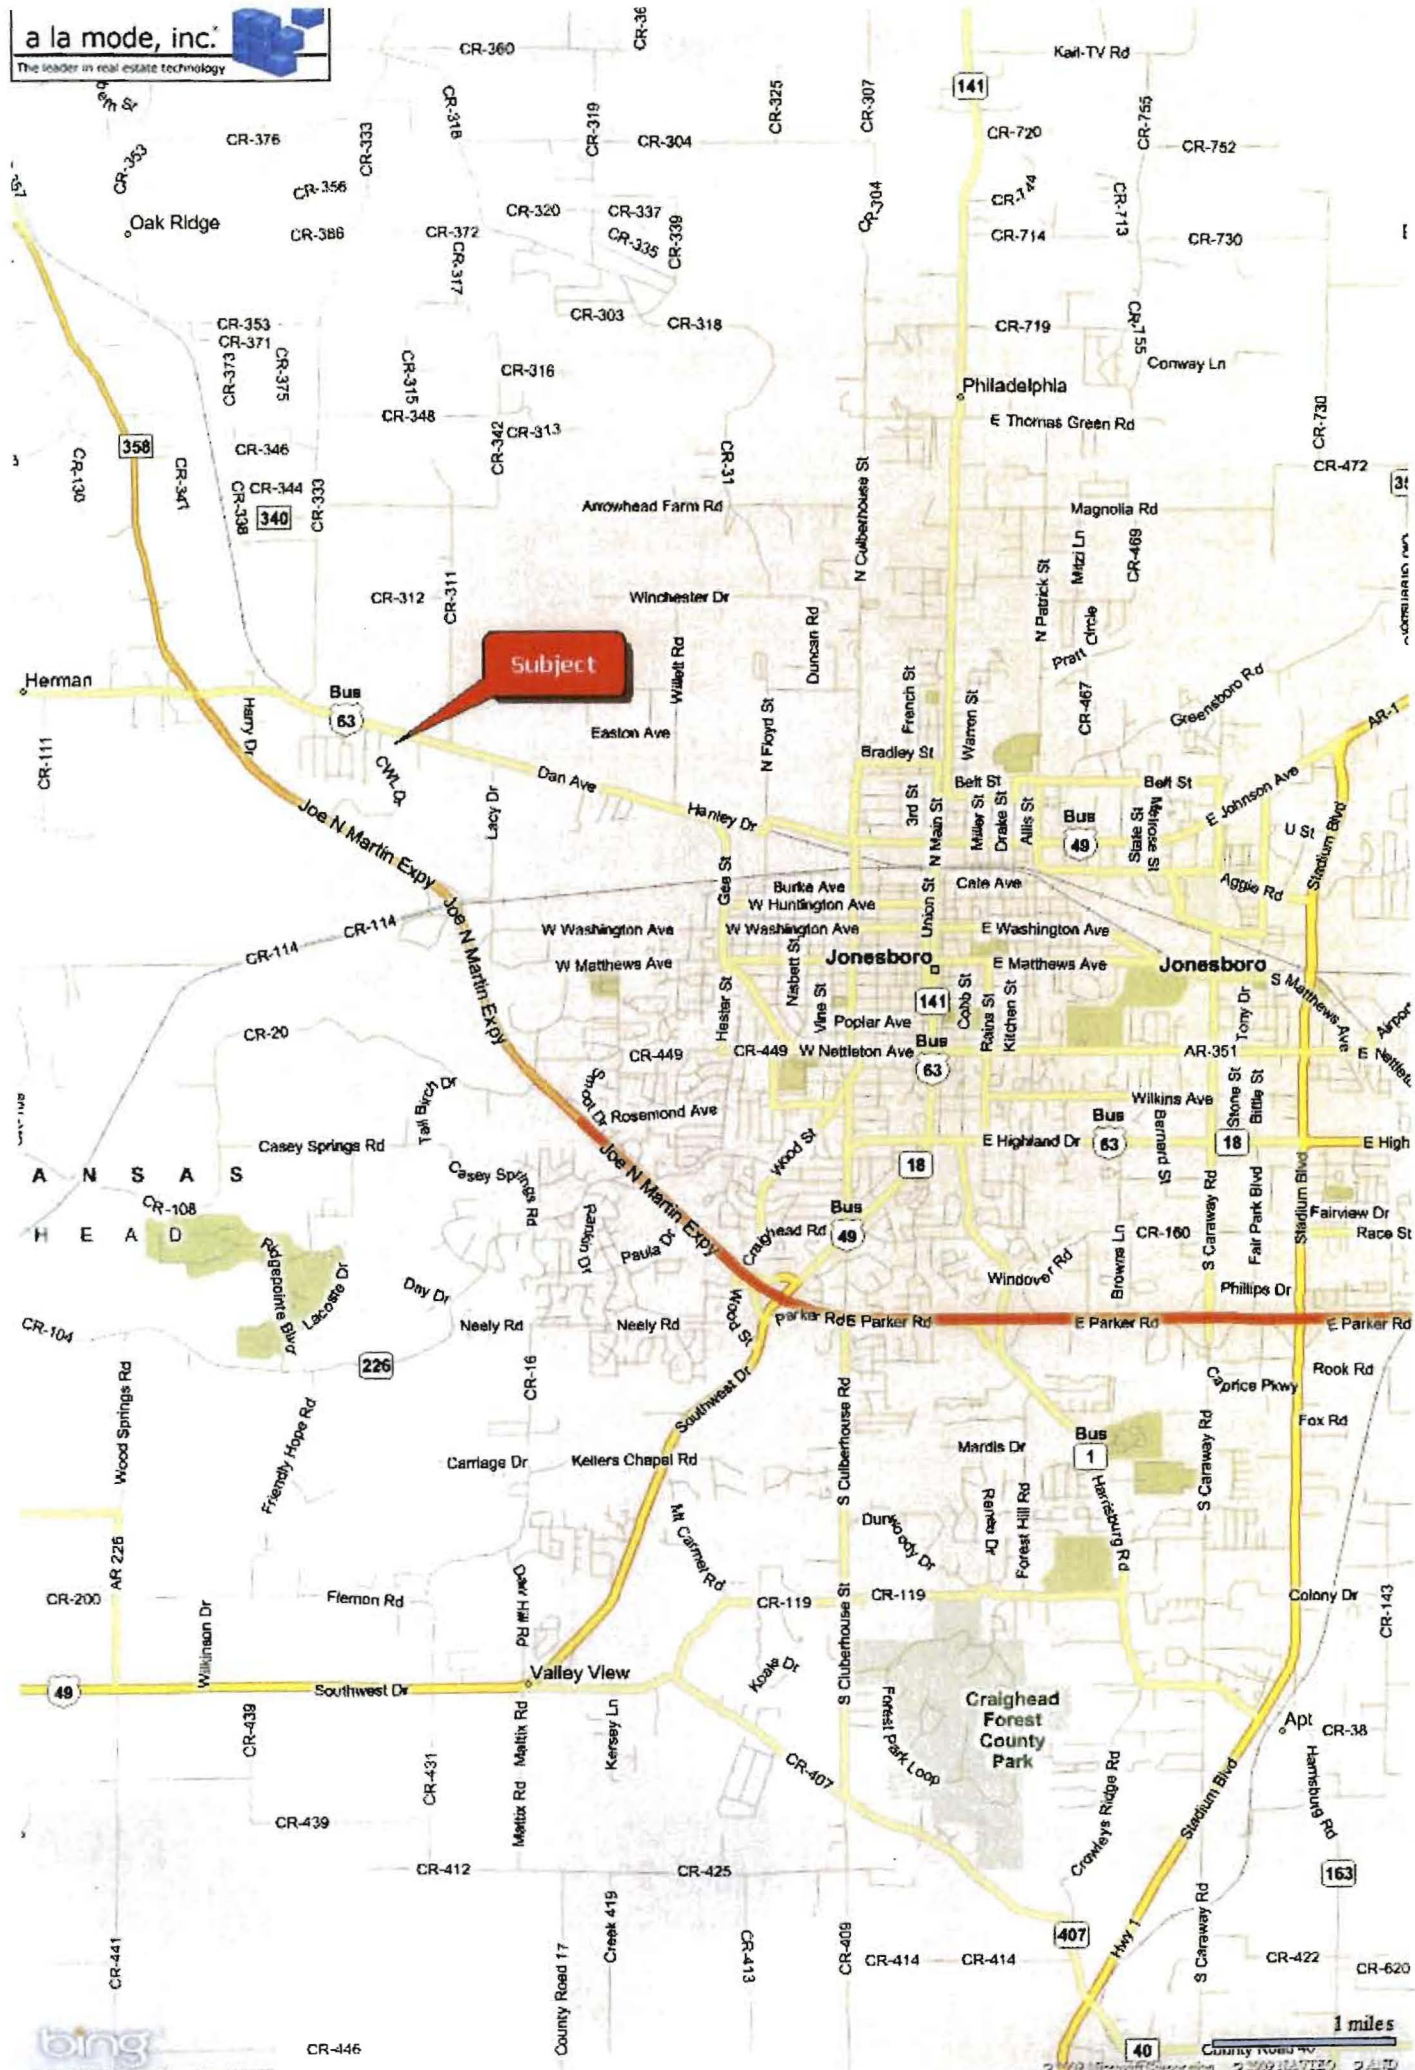 a la mode, inc.
The leader in real estate technology
CR-360
CR-36
Kait-TV Rd
141
CR-318
CR-319
CR-325
CR-307
CR-755
CR-376
CR-333
CR-304
CR-720
CR-752
CR-353
CR-356
CR-304
CR-713
Oak Ridge
CR-386
CR-372
CR-320
CR-337
CR-335
CR-339
CR-714
CR-730
CR-317
CR-353
CR-371
CR-303
CR-318
CR-719
CR-755
CR-373
CR-375
CR-315
CR-316
Conway Ln
Philadelphia
CR-348
CR-342
CR-313
E Thomas Green Rd
CR-730
358
CR-130
CR-341
CR-346
CR-31
N Culberhouse St
CR-472
CR-338
CR-344
340
CR-333
Arrowhead Farm Rd
Magnolia Rd
Mitzi Ln
CR-469
N Patrick St
CR-312
CR-311
Winchester Dr
Duncan Rd
Pratt Circle
Subject
Willett Rd
Herman
Bus
63
French St
Warren St
CR-467
Greensboro Rd
AR-1
Harry Dr
CR-111
Easton Ave
N Floyd St
Bradley St
CWL Dr
Dan Ave
Belt St
Belt St
E Johnson Ave
Stadium Blvd
Lacy Dr
Hanley Dr
3rd St
N Main St
Miller St
Drake St
Allis St
Bus
49
State St
Melrose St
U St
Joe N Martin Expy
Gee St
Burke Ave
Cate Ave
Aggie Rd
W Huntington Ave
Union St
CR-114
CR-114
Joe N Martin Expy
W Washington Ave
W Washington Ave
E Washington Ave
W Matthews Ave
Nisbett St
Jonesboro
E Matthews Ave
Jonesboro
S Matthews Ave
Hester St
Vine St
141
Cobb St
Rains St
Kitchen St
Tony Dr
CR-20
Poplar Ave
Bus
63
CR-449
CR-449
W Nettleton Ave
AR-351
Tall Birch Dr
Smoot Dr
Rosemond Ave
Wilkins Ave
Stone St
Bittle St
Casey Springs Rd
Wood St
E Highland Dr
Bus
63
Barnard St
18
E High
Casey Springs Rd
18
A N S A S
CR-108
H E A D
Joe N Martin Expy
Bus
49
Craighead Rd
Rankin Dr
Paula Dr
S Caraway Rd
Fair Park Blvd
Stadium Blvd
Fairview Dr
CR-160
Race St
Browns Ln
Ridgepointe Blvd
Lacoste Dr
Day Dr
Windover Rd
Phillips Dr
CR-104
Neely Rd
Neely Rd
Wood St
Parker Rd
E Parker Rd
E Parker Rd
E Parker Rd
226
CR-16
Rook Rd
Caprice Pkwy
Wood Springs Rd
Friendly Hope Rd
Southwest Dr
S Culberhouse Rd
Fox Rd
Bus
1
Carriage Dr
Kellers Chapel Rd
Mardis Dr
Harrisburg Rd
S Caraway Rd
Mt Carmel Rd
Forest Hill Rd
AR 226
CR-200
Flemon Rd
CR-119
CR-119
Colony Dr
CR-143
Wilkinson Dr
S Cluberhouse St
49
Southwest Dr
Valley View
Craighead
Forest
County
Park
Forest Park Loop
Apt
CR-38
CR-439
CR-431
Mattix Rd
Mattix Rd
Kersey Ln
CR-407
Crowleys Ridge Rd
Stadium Blvd
Harrisburg Rd
CR-439
CR-412
CR-425
163
CR-441
County Road 17
Creek 419
CR-413
CR-409
CR-414
CR-414
407
Hwy 1
S Caraway Rd
CR-422
CR-620
bing
CR-446
1 miles
40
County Road 40